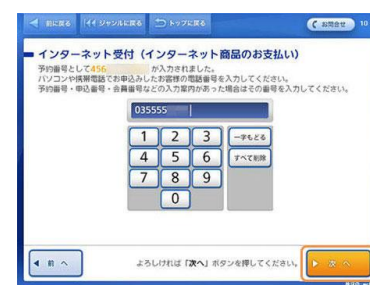 前に戻る ジャンルに戻る トップに戻る お問合せ 10
インターネット受付（インターネット商品のお支払い）
予約番号として456 が入力されました。
パソコンや携帯電話でお申込みしたお客様の電話番号を入力してください。
予約番号・申込番号・会員番号などの入力案内があった場合はその番号を入力してください。
035555
1 2 3 一字もどる
4 5 6 すべて削除
7 8 9
0
前 へ よろしければ「次へ」ボタンを押してください。 次 へ